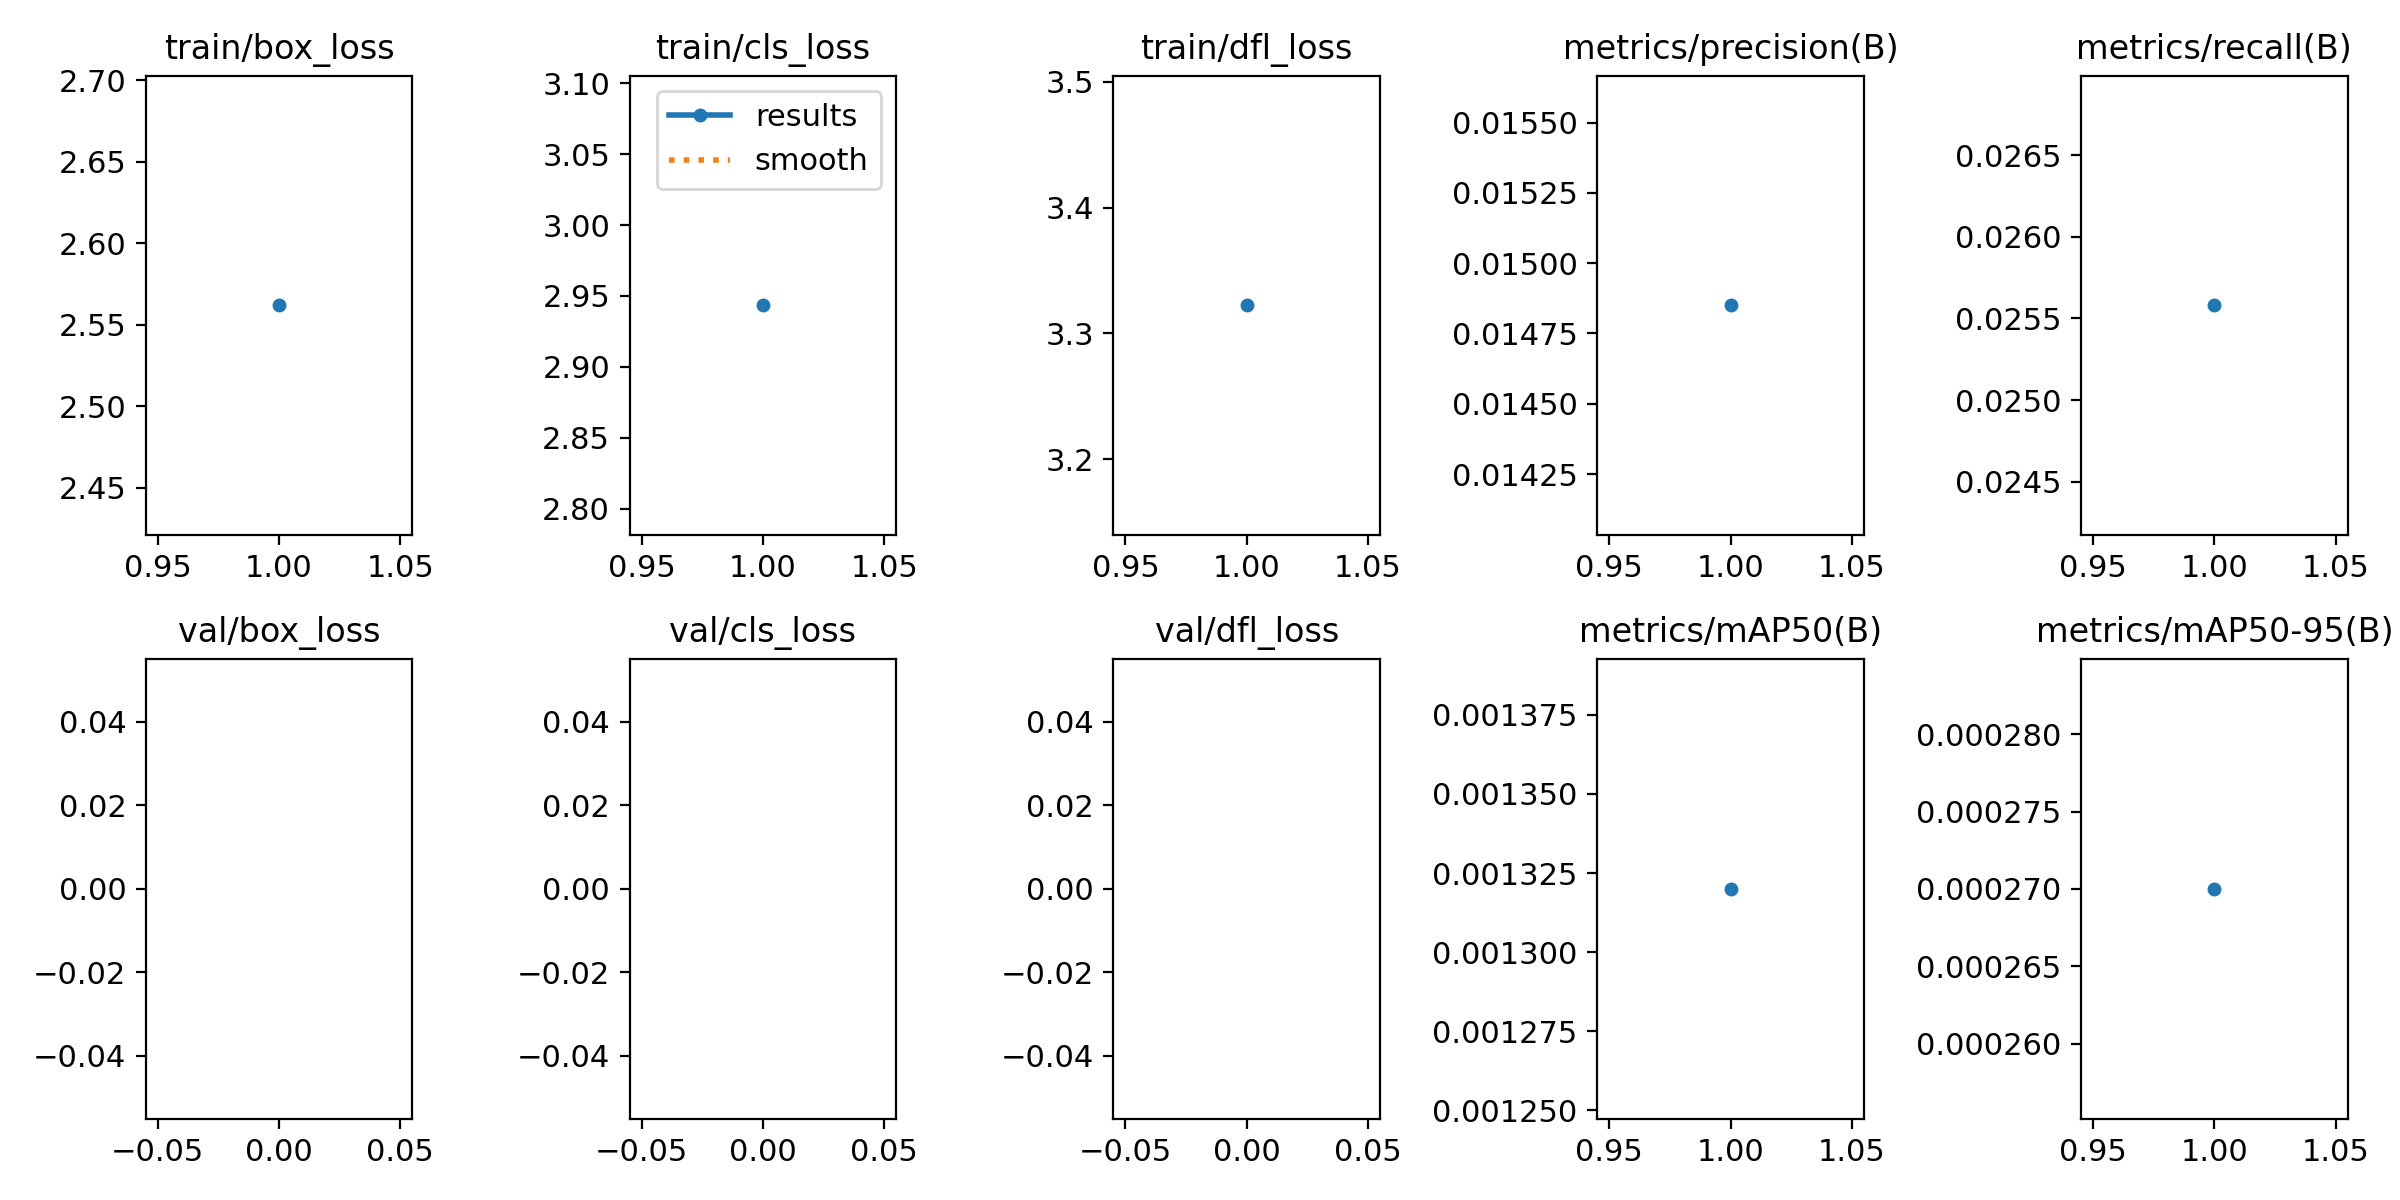 train/box_loss
2.70
2.65
2.60
2.55
2.50
2.45
0.95 1.00 1.05
train/cls_loss
results
smooth
3.10
3.05
3.00
2.95
2.90
2.85
2.80
0.95 1.00 1.05
train/dfl_loss
3.5
3.4
3.3
3.2
0.95 1.00 1.05
metrics/precision(B)
0.01550
0.01525
0.01500
0.01475
0.01450
0.01425
0.95 1.00 1.05
metrics/recall(B)
0.0265
0.0260
0.0255
0.0250
0.0245
0.95 1.00 1.05
val/box_loss
0.04
0.02
0.00
−0.02
−0.04
−0.05 0.00 0.05
val/cls_loss
0.04
0.02
0.00
−0.02
−0.04
−0.05 0.00 0.05
val/dfl_loss
0.04
0.02
0.00
−0.02
−0.04
−0.05 0.00 0.05
metrics/mAP50(B)
0.001375
0.001350
0.001325
0.001300
0.001275
0.001250
0.95 1.00 1.05
metrics/mAP50-95(B)
0.000280
0.000275
0.000270
0.000265
0.000260
0.95 1.00 1.05